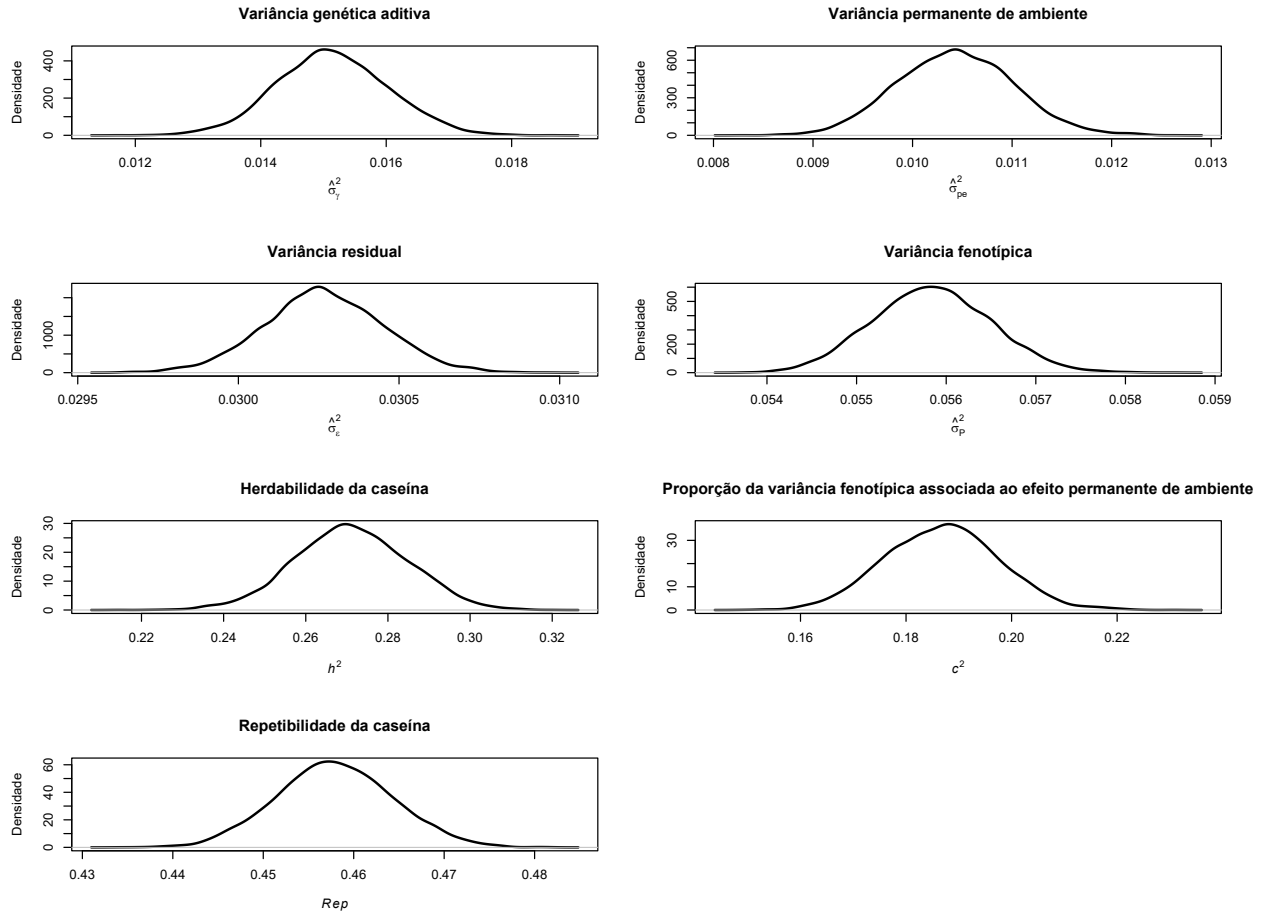 Variância genética aditiva
Densidade
0 200 400
0.012 0.014 0.016 0.018
σ̂²γ
Variância permanente de ambiente
Densidade
0 300 600
0.008 0.009 0.010 0.011 0.012 0.013
σ̂²pe
Variância residual
Densidade
0 1000
0.0295 0.0300 0.0305 0.0310
σ̂²ε
Variância fenotípica
Densidade
0 200 500
0.054 0.055 0.056 0.057 0.058 0.059
σ̂²P
Herdabilidade da caseína
Densidade
0 10 20 30
0.22 0.24 0.26 0.28 0.30 0.32
h²
Proporção da variância fenotípica associada ao efeito permanente de ambiente
Densidade
0 10 30
0.16 0.18 0.20 0.22
c²
Repetibilidade da caseína
Densidade
0 20 40 60
0.43 0.44 0.45 0.46 0.47 0.48
Rep